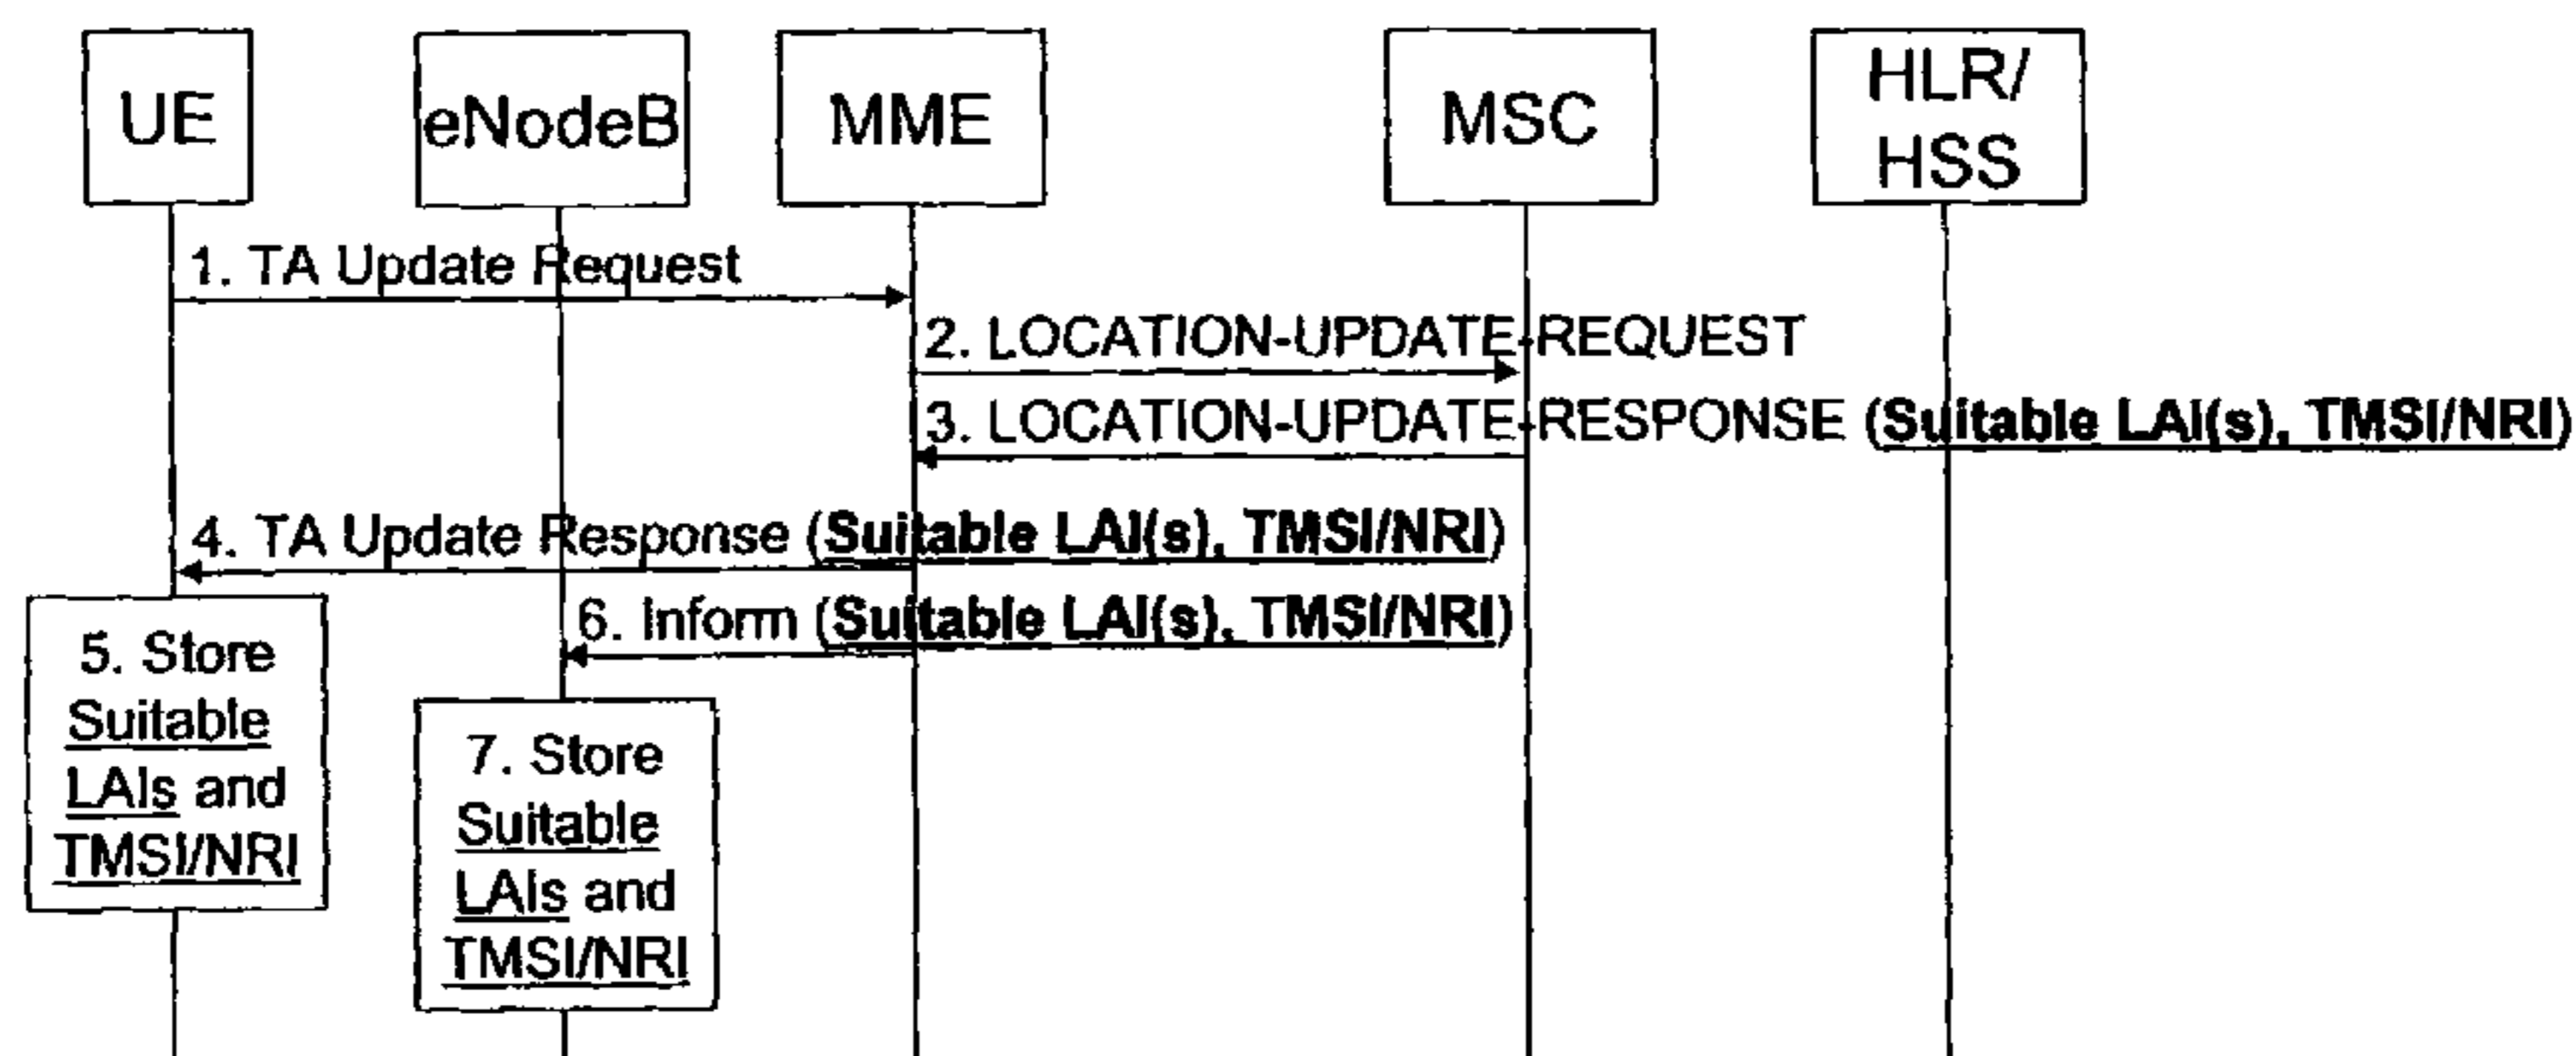 UE
eNodeB
MME
MSC
HLR/
HSS
1. TA Update Request
2. LOCATION-UPDATE-REQUEST
3. LOCATION-UPDATE-RESPONSE (Suitable LAI(s), TMSI/NRI)
4. TA Update Response (Suitable LAI(s), TMSI/NRI)
6. Inform (Suitable LAI(s), TMSI/NRI)
5. Store
Suitable
LAIs and
TMSI/NRI
7. Store
Suitable
LAIs and
TMSI/NRI